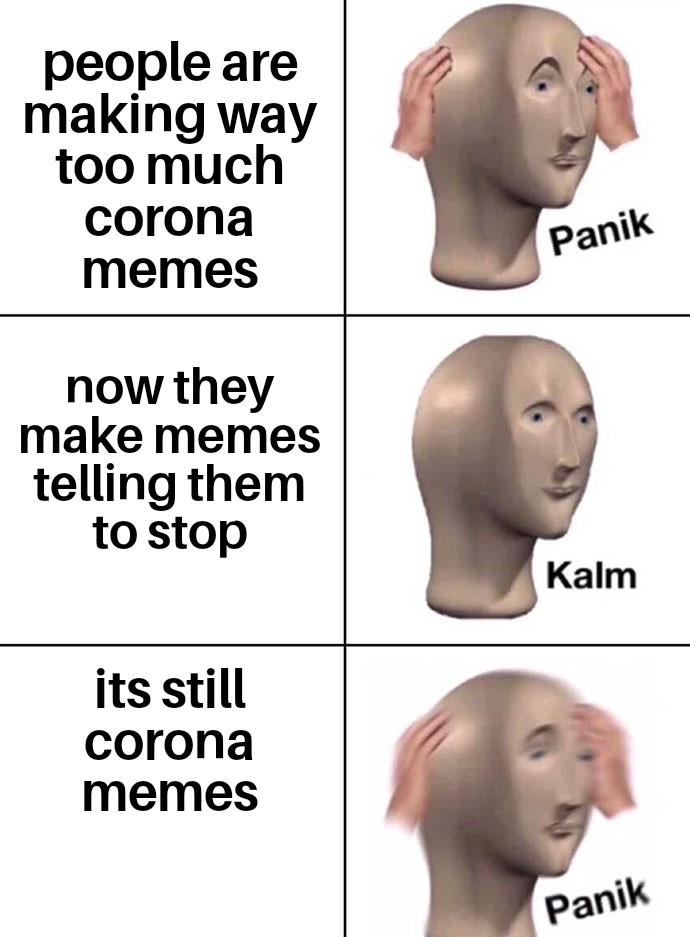 people are
making way
too much
corona
memes
Panik
now they
make memes
telling them
to stop
Kalm
its still
corona
memes
Panik